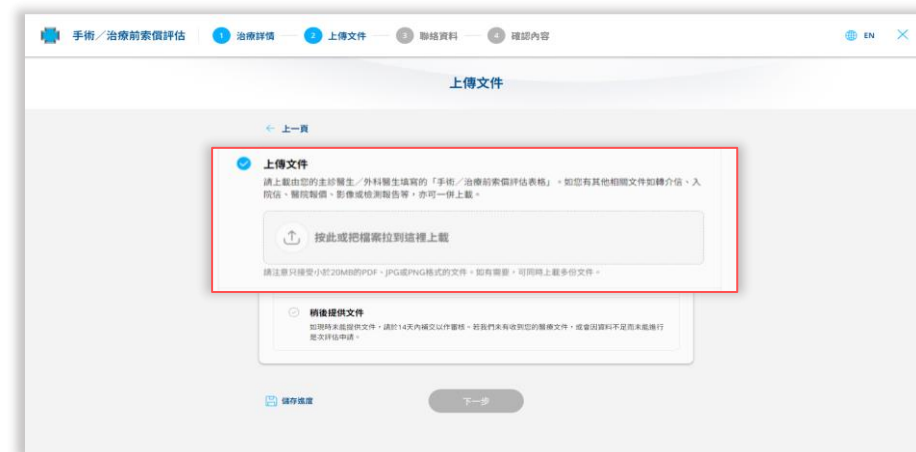 手術／治療前索償評估 1 治療詳情 2 上傳文件 3 聯絡資料 4 確認內容 EN
上傳文件
上一頁
上傳文件
請上載由您的主診醫生／外科醫生填寫的「手術／治療前索償評估表格」。如您有其他相關文件如轉介信、入
院信、醫院報價、影像或檢測報告等，亦可一併上載。
按此或把檔案拉到這裡上載
請注意只接受小於20MB的PDF、JPG或PNG格式的文件。如有需要，可同時上載多份文件。
稍後提供文件
如現時未能提供文件，請於14天內補交以作審核。若我們未有收到您的醫療文件，或會因資料不足而未能進行
是次評估申請。
儲存進度 下一步